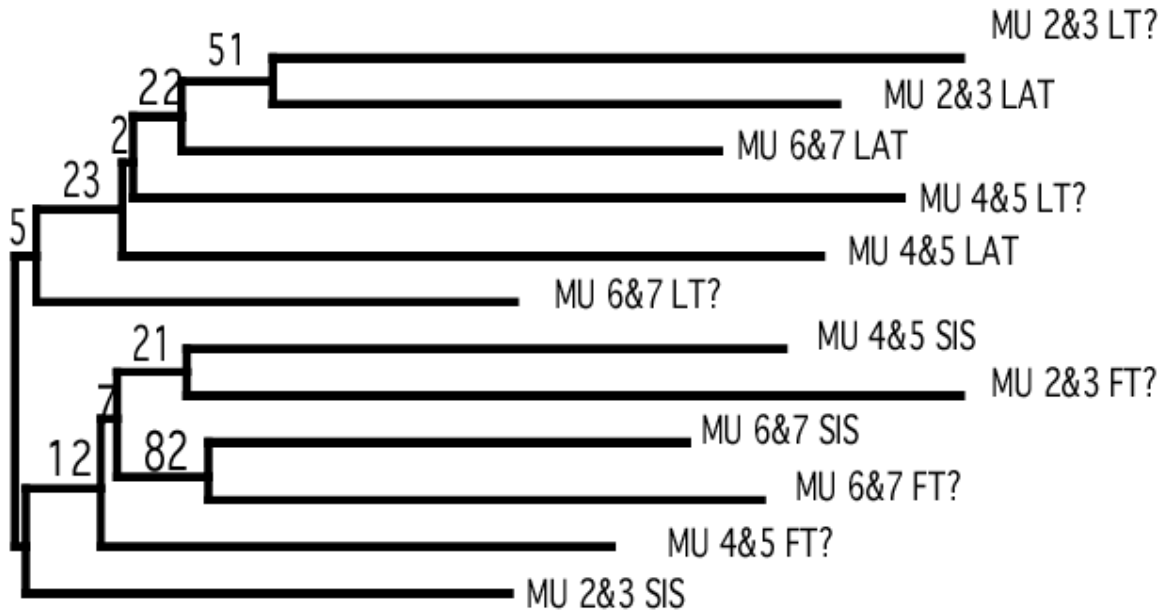 MU 2&3 LT?
51
22
MU 2&3 LAT
2
MU 6&7 LAT
23
MU 4&5 LT?
5
MU 4&5 LAT
MU 6&7 LT?
21
MU 4&5 SIS
7
MU 2&3 FT?
12
82
MU 6&7 SIS
MU 6&7 FT?
MU 4&5 FT?
MU 2&3 SIS